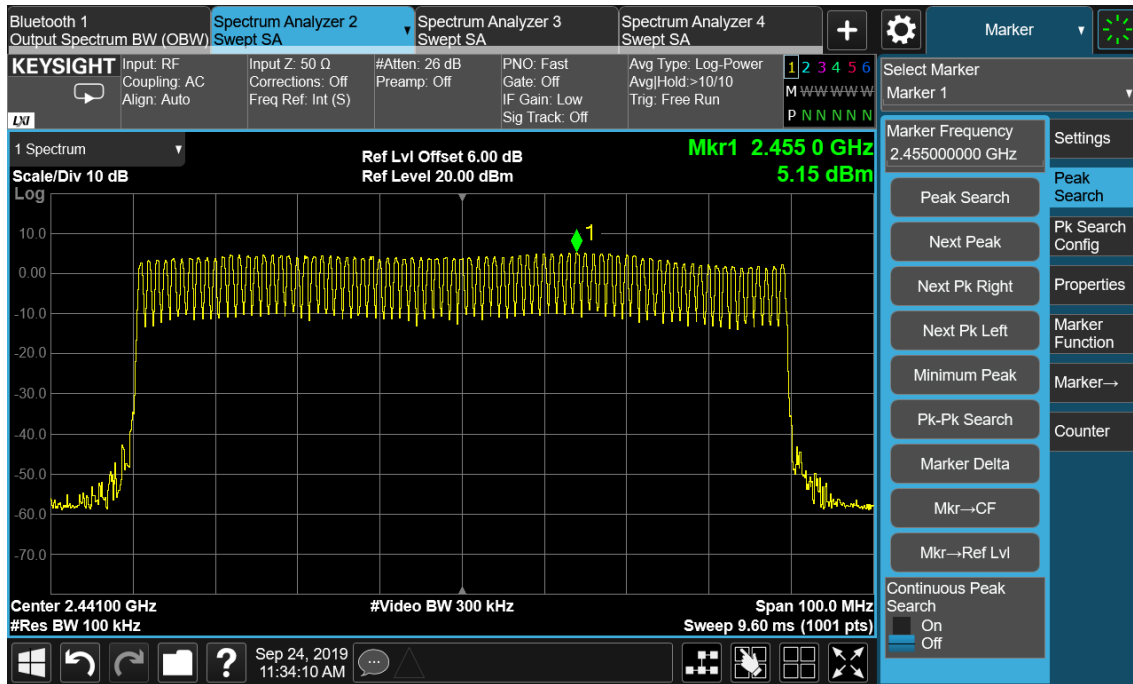 Bluetooth 1
Output Spectrum BW (OBW)
Spectrum Analyzer 2
Swept SA
Spectrum Analyzer 3
Swept SA
Spectrum Analyzer 4
Swept SA
+
Marker
KEYSIGHT
LXI
Input: RF
Coupling: AC
Align: Auto
Input Z: 50 Ω
Corrections: Off
Freq Ref: Int (S)
#Atten: 26 dB
Preamp: Off
PNO: Fast
Gate: Off
IF Gain: Low
Sig Track: Off
Avg Type: Log-Power
Avg|Hold:>10/10
Trig: Free Run
1 2 3 4 5 6
M W W W W W W
P N N N N N
Select Marker
Marker 1
1 Spectrum
Scale/Div 10 dB
Log
Ref Lvl Offset 6.00 dB
Ref Level 20.00 dBm
Mkr1 2.455 0 GHz
5.15 dBm
1
10.0
0.00
-10.0
-20.0
-30.0
-40.0
-50.0
-60.0
-70.0
Center 2.44100 GHz
#Res BW 100 kHz
#Video BW 300 kHz
Span 100.0 MHz
Sweep 9.60 ms (1001 pts)
Marker Frequency
2.455000000 GHz
Peak Search
Next Peak
Next Pk Right
Next Pk Left
Minimum Peak
Pk-Pk Search
Marker Delta
Mkr→CF
Mkr→Ref Lvl
Continuous Peak
Search
On
Off
Settings
Peak
Search
Pk Search
Config
Properties
Marker
Function
Marker→
Counter
?
Sep 24, 2019
11:34:10 AM